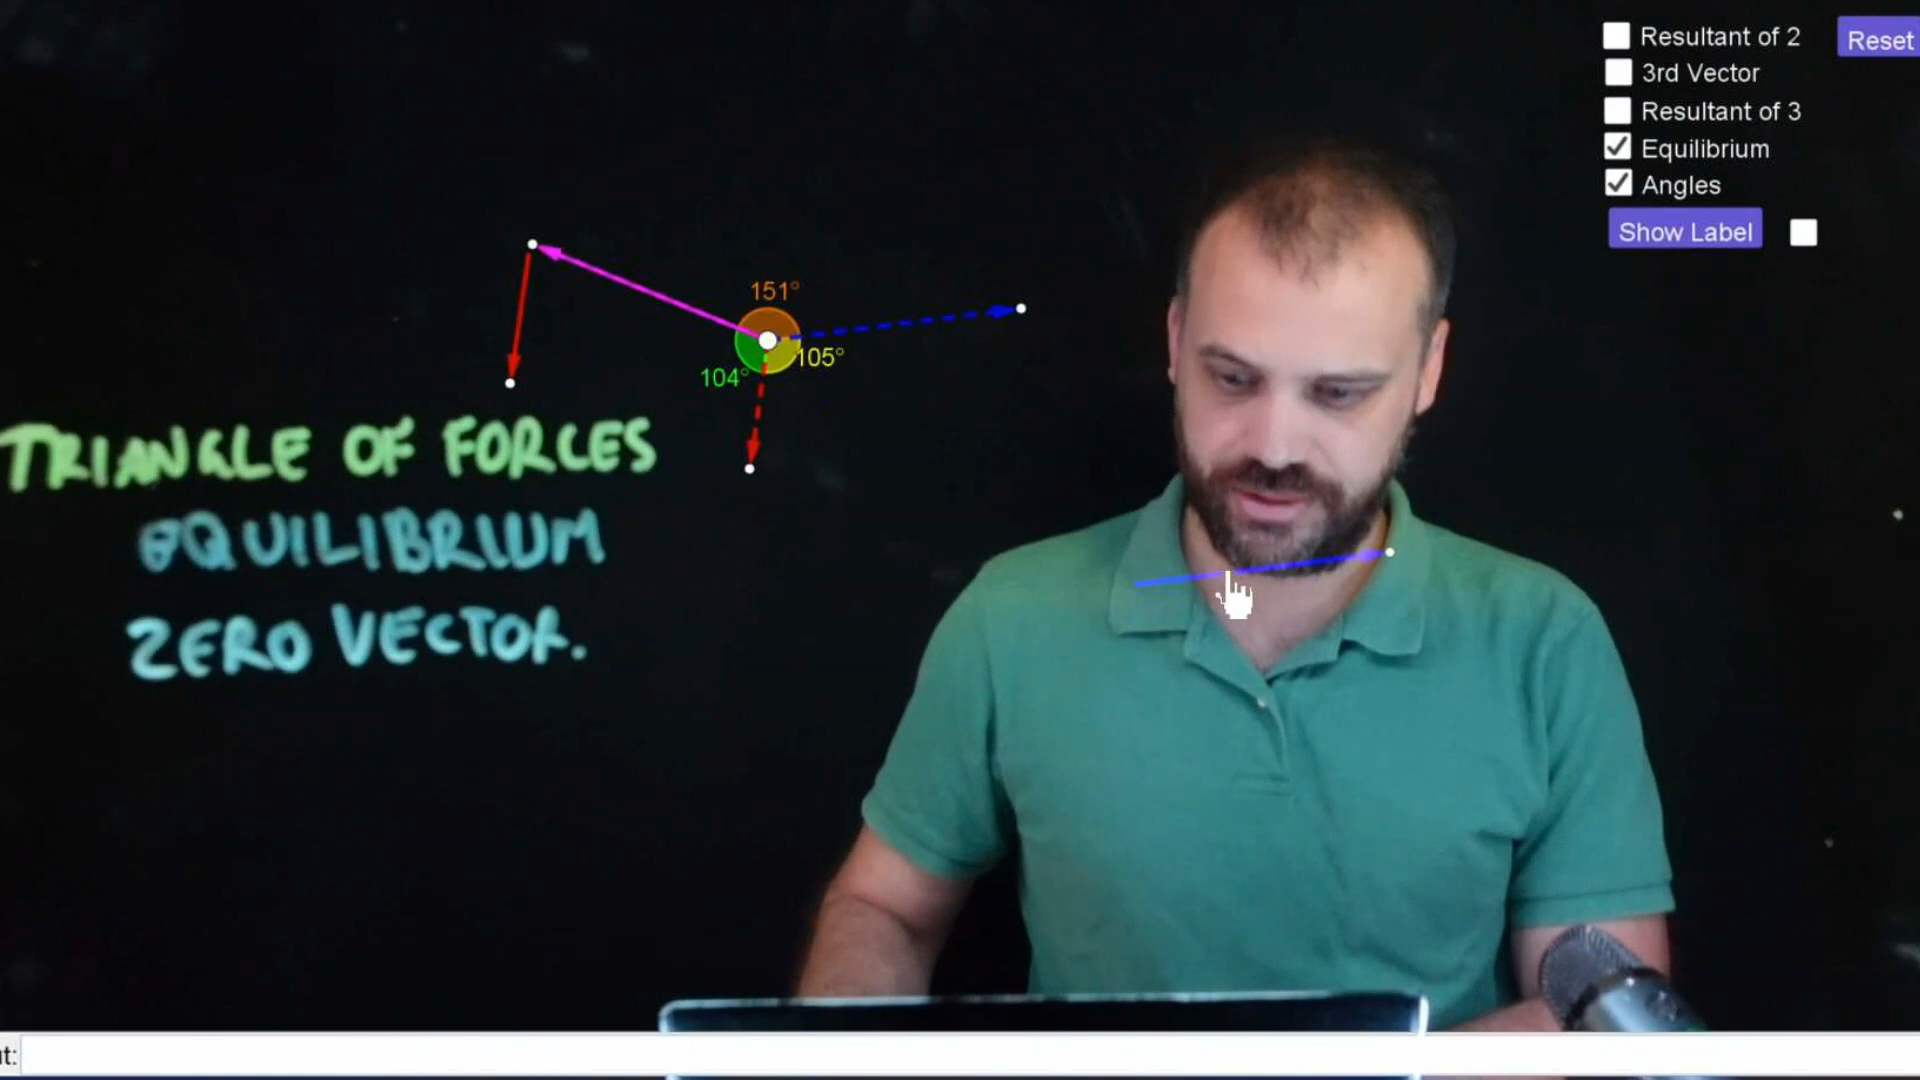 Resultant of 2
Reset
3rd Vector
Resultant of 3
Equilibrium
Angles
Show Label
151°
105°
104°
TRIANGLE OF FORCES
EQUILIBRIUM
ZERO VECTOR.
t: